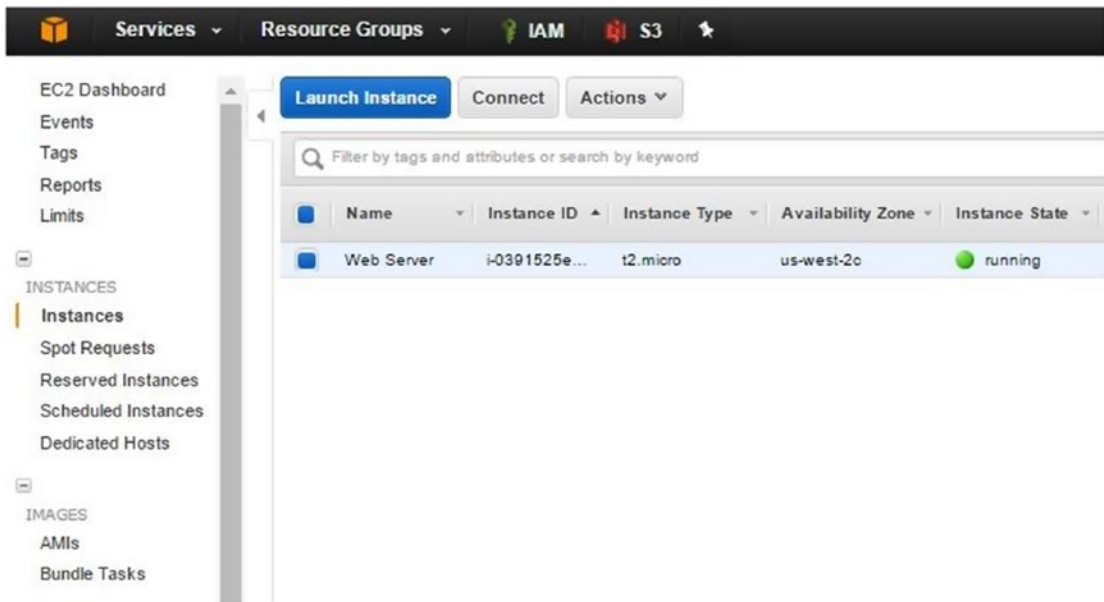 Services Resource Groups IAM S3
EC2 Dashboard
Events
Tags
Reports
Limits
INSTANCES
Instances
Spot Requests
Reserved Instances
Scheduled Instances
Dedicated Hosts
IMAGES
AMIs
Bundle Tasks
Launch Instance Connect Actions
Filter by tags and attributes or search by keyword
Name Instance ID Instance Type Availability Zone Instance State
Web Server i-0391525e... t2.micro us-west-2c running